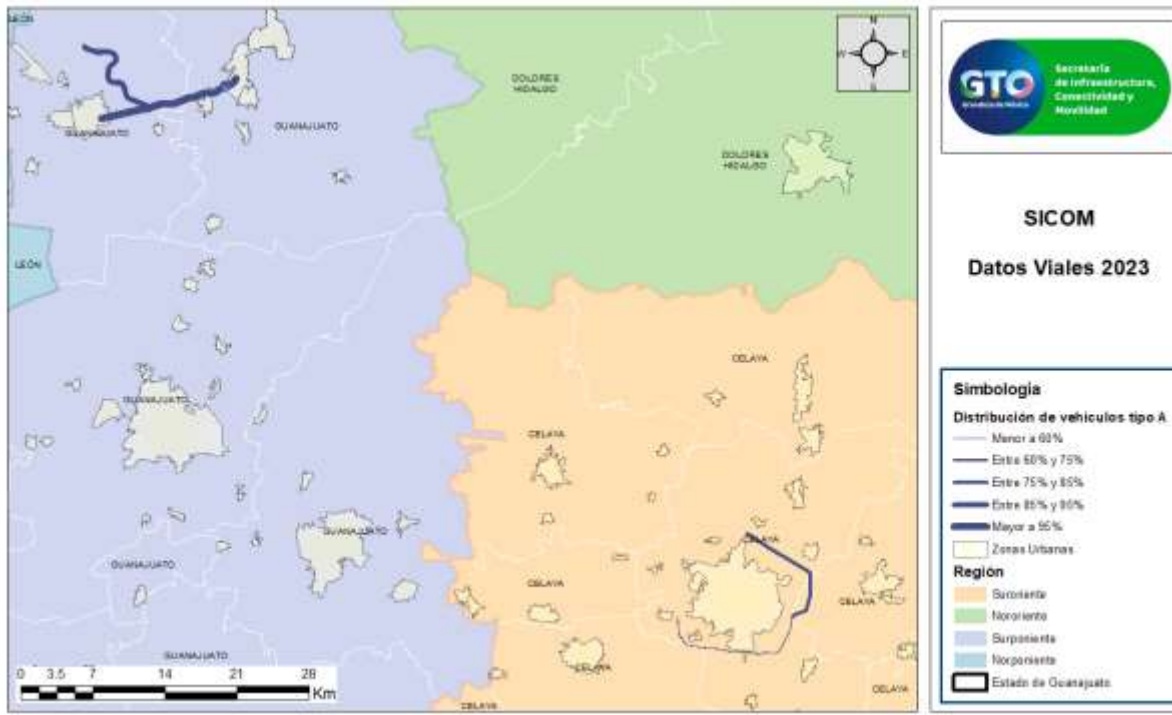 LEÓN
N
W
E
S
GUANAJUATO
GUANAJUATO
DOLORES
HIDALGO
DOLORES
HIDALGO
LEÓN
GUANAJUATO
CELAYA
CELAYA
GUANAJUATO
CELAYA
GUANAJUATO
CELAYA
CELAYA
GUANAJUATO
CELAYA
CELAYA
CELAYA
0 3.5 7 14 21 28
Km
GTO
Secretaría
de Infraestructura,
Conectividad y
Movilidad
SICOM
Datos Viales 2023
Simbología
Distribución de vehículos tipo A
Menor a 60%
Entre 60% y 75%
Entre 75% y 85%
Entre 85% y 95%
Mayor a 95%
Zonas Urbanas
Región
Suroriente
Nororiente
Surponiente
Norponiente
Estado de Guanajuato